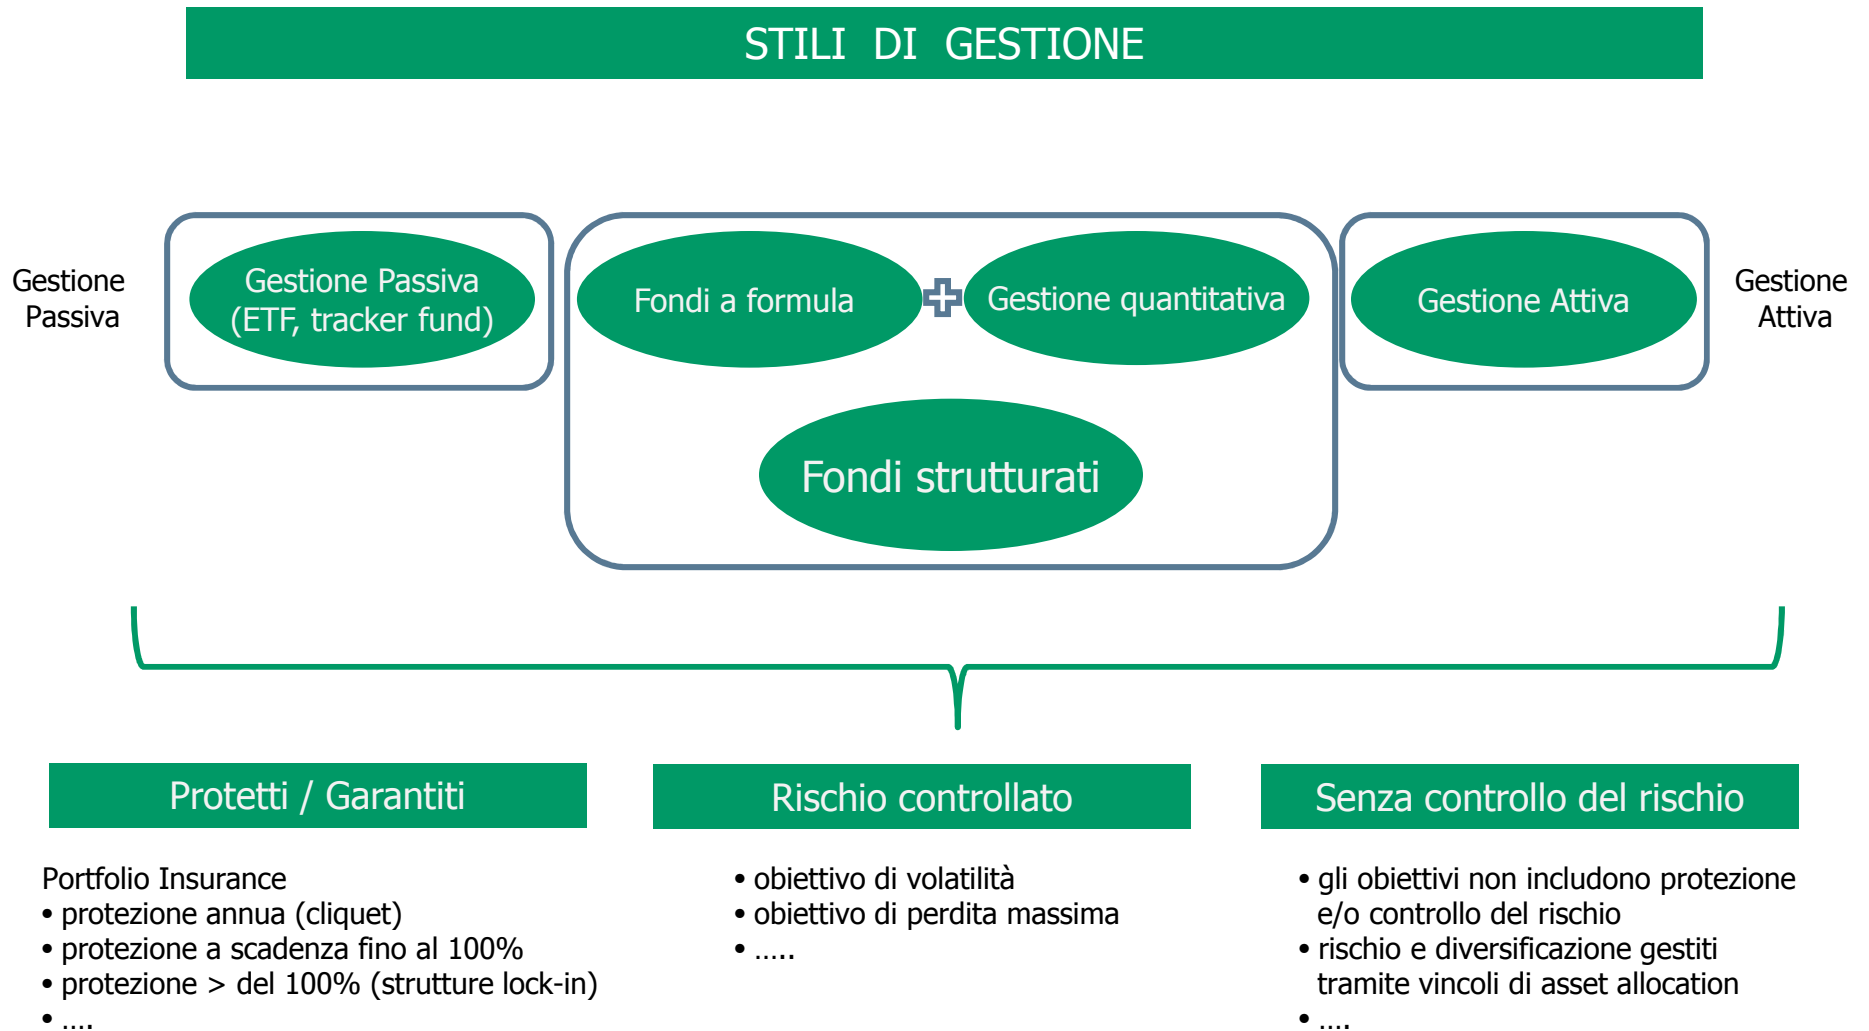 STILI DI GESTIONE
Gestione
Passiva
Gestione Passiva
(ETF, tracker fund)
Fondi a formula
Gestione quantitativa
Gestione Attiva
Gestione
Attiva
Fondi strutturati
Protetti / Garantiti
Portfolio Insurance
• protezione annua (cliquet)
• protezione a scadenza fino al 100%
• protezione > del 100% (strutture lock-in)
• ….
Rischio controllato
• obiettivo di volatilità
• obiettivo di perdita massima
• …..
Senza controllo del rischio
• gli obiettivi non includono protezione
e/o controllo del rischio
• rischio e diversificazione gestiti
tramite vincoli di asset allocation
• ….